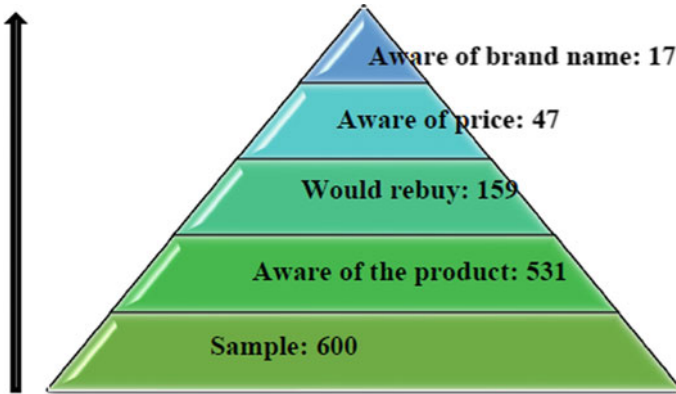 Aware of brand name: 17
Aware of price: 47
Would rebuy: 159
Aware of the product: 531
Sample: 600